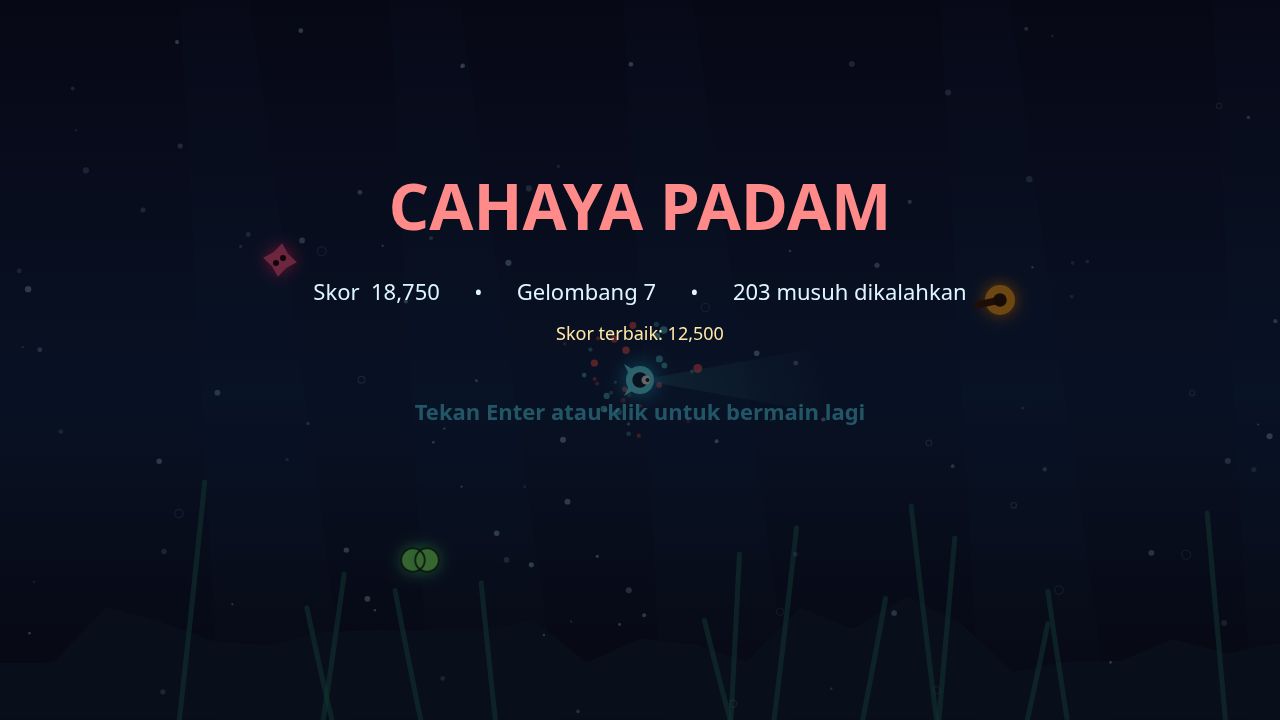 CAHAYA PADAM
Skor 18,750 • Gelombang 7 • 203 musuh dikalahkan
Skor terbaik: 12,500
Tekan Enter atau klik untuk bermain lagi